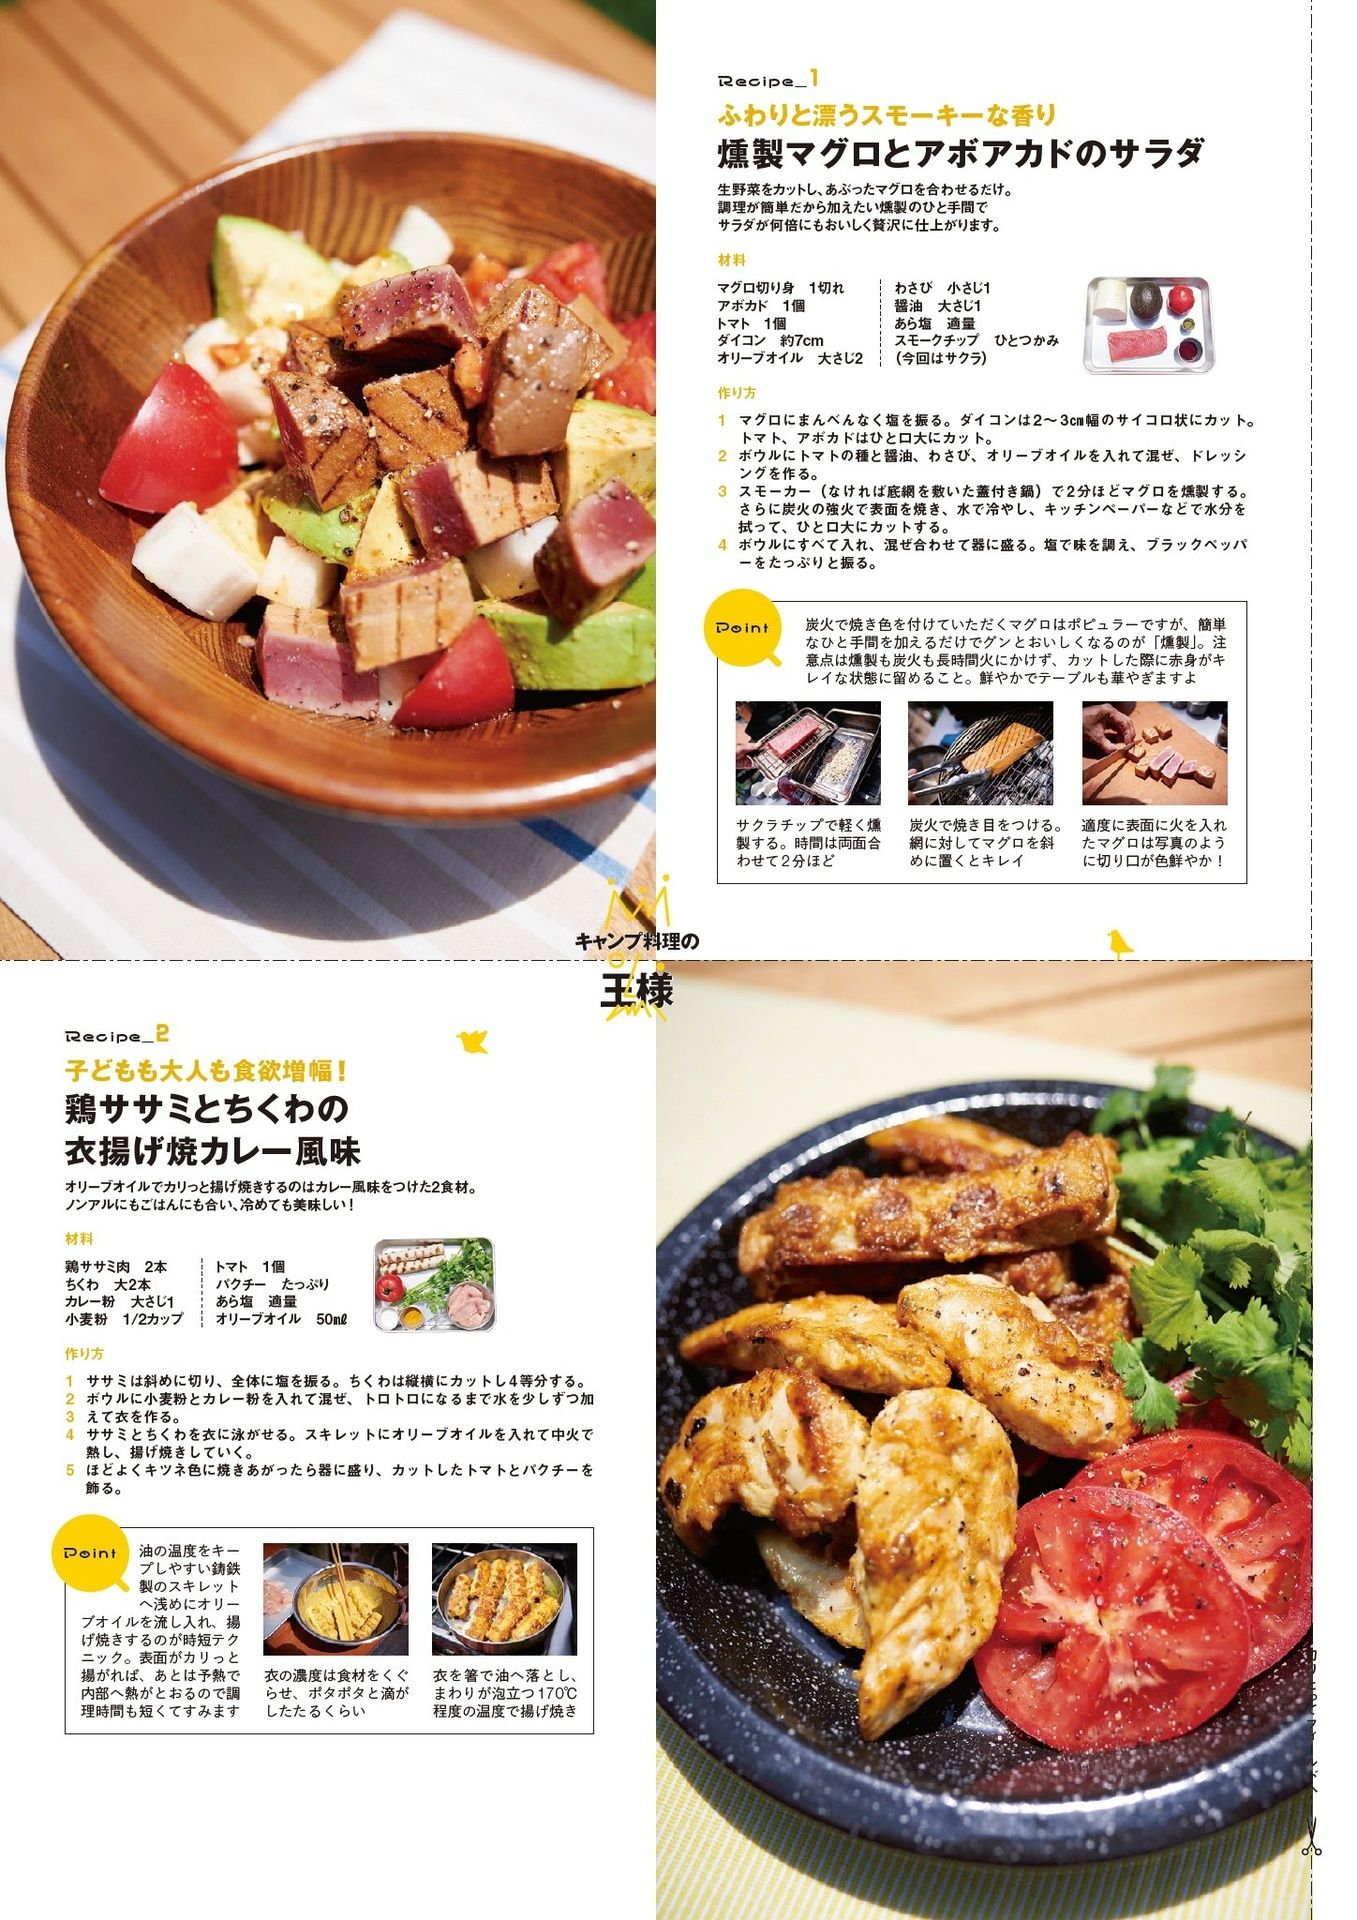 Recipe_1
ふわりと漂うスモーキーな香り
燻製マグロとアボアカドのサラダ
生野菜をカットし、あぶったマグロを合わせるだけ。
調理が簡単だから加えたい燻製のひと手間で
サラダが何倍にもおいしく贅沢に仕上がります。
材料
マグロ切り身　1切れ
アボカド　1個
トマト　1個
ダイコン　約7cm
オリーブオイル　大さじ2
わさび　小さじ1
醤油　大さじ1
あら塩　適量
スモークチップ　ひとつかみ
(今回はサクラ)
作り方
1 マグロにまんべんなく塩を振る。ダイコンは2〜3㎝幅のサイコロ状にカット。
トマト、アボカドはひと口大にカット。
2 ボウルにトマトの種と醤油、わさび、オリーブオイルを入れて混ぜ、ドレッシ
ングを作る。
3 スモーカー（なければ底網を敷いた蓋付き鍋）で2分ほどマグロを燻製する。
さらに炭火の強火で表面を焼き、水で冷やし、キッチンペーパーなどで水分を
拭って、ひと口大にカットする。
4 ボウルにすべて入れ、混ぜ合わせて器に盛る。塩で味を調え、ブラックペッパ
ーをたっぷりと振る。
Point
炭火で焼き色を付けていただくマグロはポピュラーですが、簡単
なひと手間を加えるだけでグンとおいしくなるのが「燻製」。注
意点は燻製も炭火も長時間火にかけず、カットした際に赤身がキ
レイな状態に留めること。鮮やかでテーブルも華やぎますよ
サクラチップで軽く燻
製する。時間は両面合
わせて2分ほど
炭火で焼き目をつける。
網に対してマグロを斜
めに置くとキレイ
適度に表面に火を入れ
たマグロは写真のよう
に切り口が色鮮やか！
キャンプ料理の
王様
Recipe_2
子どもも大人も食欲増幅！
鶏ササミとちくわの
衣揚げ焼カレー風味
オリーブオイルでカリっと揚げ焼きするのはカレー風味をつけた2食材。
ノンアルにもごはんにも合い、冷めても美味しい！
材料
鶏ササミ肉　2本
ちくわ　大2本
カレー粉　大さじ1
小麦粉　1/2カップ
トマト　1個
パクチー　たっぷり
あら塩　適量
オリーブオイル　50㎖
作り方
1 ササミは斜めに切り、全体に塩を振る。ちくわは縦横にカットし4等分する。
2 ボウルに小麦粉とカレー粉を入れて混ぜ、トロトロになるまで水を少しずつ加
3 えて衣を作る。
4 ササミとちくわを衣に泳がせる。スキレットにオリーブオイルを入れて中火で
熱し、揚げ焼きしていく。
5 ほどよくキツネ色に焼きあがったら器に盛り、カットしたトマトとパクチーを
飾る。
Point
油の温度をキー
プしやすい鋳鉄
製のスキレット
へ浅めにオリー
ブオイルを流し入れ、揚
げ焼きするのが時短テク
ニック。表面がカリっと
揚がれば、あとは予熱で
内部へ熱がとおるので調
理時間も短くてすみます
衣の濃度は食材をくぐ
らせ、ポタポタと滴が
したたるくらい
衣を箸で油へ落とし、
まわりが泡立つ170℃
程度の温度で揚げ焼き